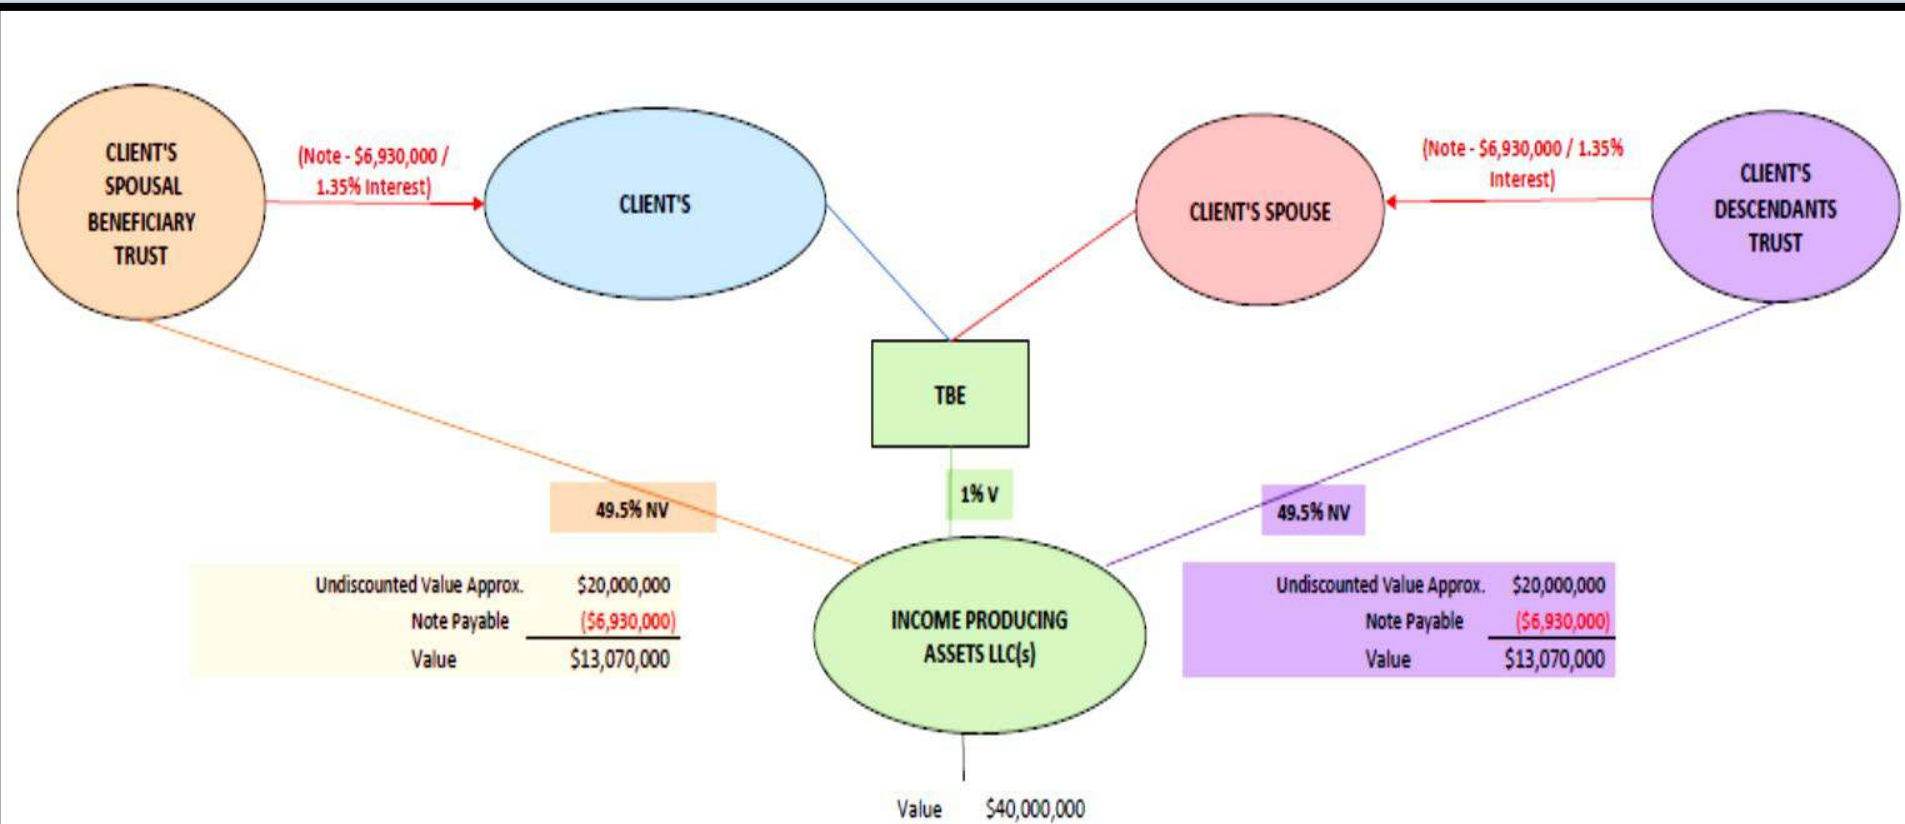 CLIENT'S
SPOUSAL
BENEFICIARY
TRUST
(Note - $6,930,000 /
1.35% Interest)
CLIENT'S
CLIENT'S SPOUSE
(Note - $6,930,000 / 1.35%
Interest)
CLIENT'S
DESCENDANTS
TRUST
TBE
49.5% NV
1% V
49.5% NV
Undiscounted Value Approx. $20,000,000
Note Payable ($6,930,000)
Value $13,070,000
INCOME PRODUCING
ASSETS LLC(s)
Undiscounted Value Approx. $20,000,000
Note Payable ($6,930,000)
Value $13,070,000
Value $40,000,000